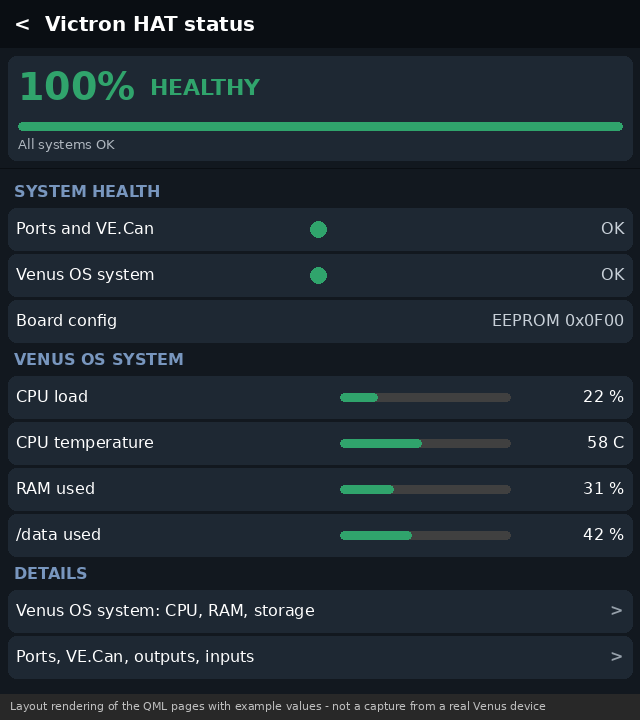 < Victron HAT status
100% HEALTHY
All systems OK
SYSTEM HEALTH
Ports and VE.Can OK
Venus OS system OK
Board config EEPROM 0x0F00
VENUS OS SYSTEM
CPU load 22 %
CPU temperature 58 C
RAM used 31 %
/data used 42 %
DETAILS
Venus OS system: CPU, RAM, storage >
Ports, VE.Can, outputs, inputs >
Layout rendering of the QML pages with example values - not a capture from a real Venus device